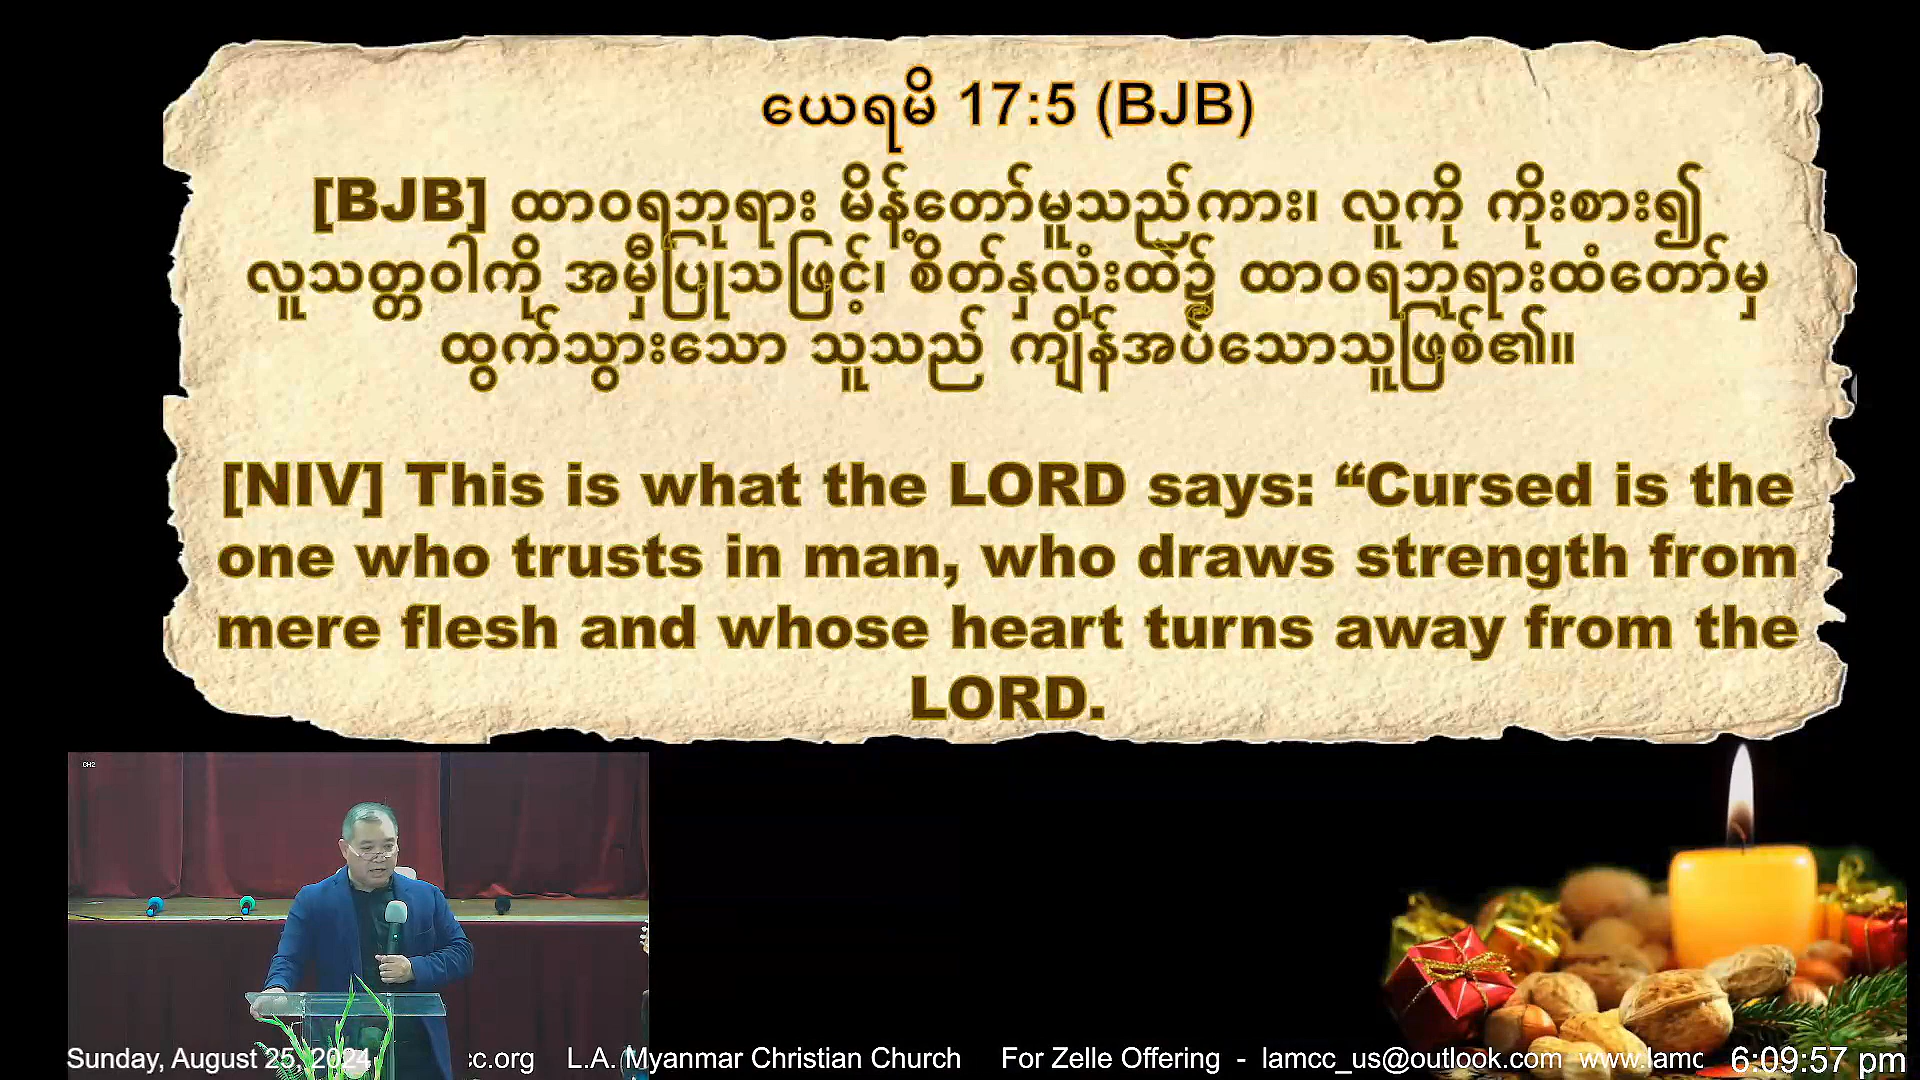 ယေရမိ 17:5 (BJB)
[BJB] ထာဝရဘုရား မိန့်တော်မူသည်ကား၊ လူကို ကိုးစား၍
လူသတ္တဝါကို အမှီပြုသဖြင့်၊ စိတ်နှလုံးထဲ၌ ထာဝရဘုရားထံတော်မှ
ထွက်သွားသော သူသည် ကျိန်အပ်သောသူဖြစ်၏။
[NIV] This is what the LORD says: “Cursed is the
one who trusts in man, who draws strength from
mere flesh and whose heart turns away from the
LORD.
CH2
Sunday, August 25, 2024 :c.org L.A. Myanmar Christian Church For Zelle Offering - lamcc_us@outlook.com www.lamc 6:09:57 pm